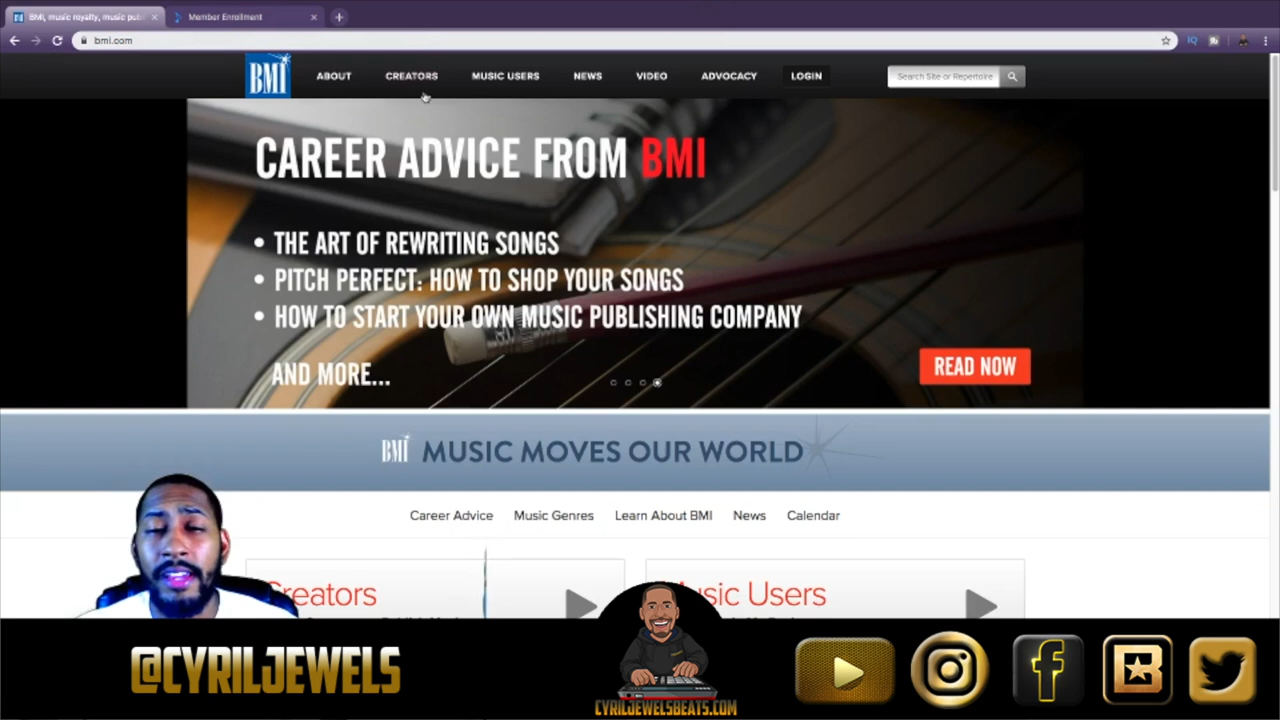 BMI, music royalty, music publ
Member Enrollment
bmi.com
IQ
BMI
ABOUT
CREATORS
MUSIC USERS
NEWS
VIDEO
ADVOCACY
LOGIN
Search Site or Repertoire
CAREER ADVICE FROM BMI
• THE ART OF REWRITING SONGS
• PITCH PERFECT: HOW TO SHOP YOUR SONGS
• HOW TO START YOUR OWN MUSIC PUBLISHING COMPANY
AND MORE...
READ NOW
BMI MUSIC MOVES OUR WORLD
Career Advice
Music Genres
Learn About BMI
News
Calendar
Creators
Music Users
@CYRILJEWELS
CYRILJEWELSBEATS.COM